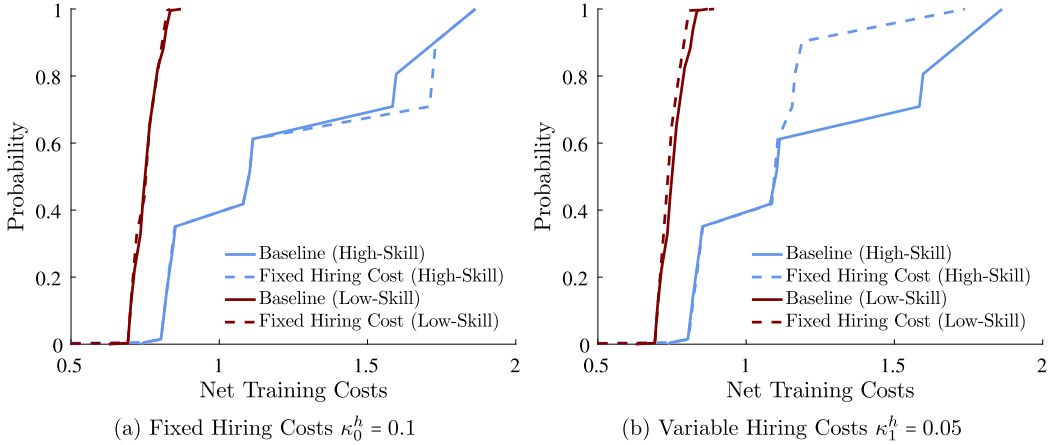 1
0.8
0.6
0.4
0.2
0
Probability
0.5
1
1.5
2
Net Training Costs
Baseline (High-Skill)
Fixed Hiring Cost (High-Skill)
Baseline (Low-Skill)
Fixed Hiring Cost (Low-Skill)
(a) Fixed Hiring Costs κ₀ʰ = 0.1
1
0.8
0.6
0.4
0.2
0
Probability
0.5
1
1.5
2
Net Training Costs
Baseline (High-Skill)
Fixed Hiring Cost (High-Skill)
Baseline (Low-Skill)
Fixed Hiring Cost (Low-Skill)
(b) Variable Hiring Costs κ₁ʰ = 0.05